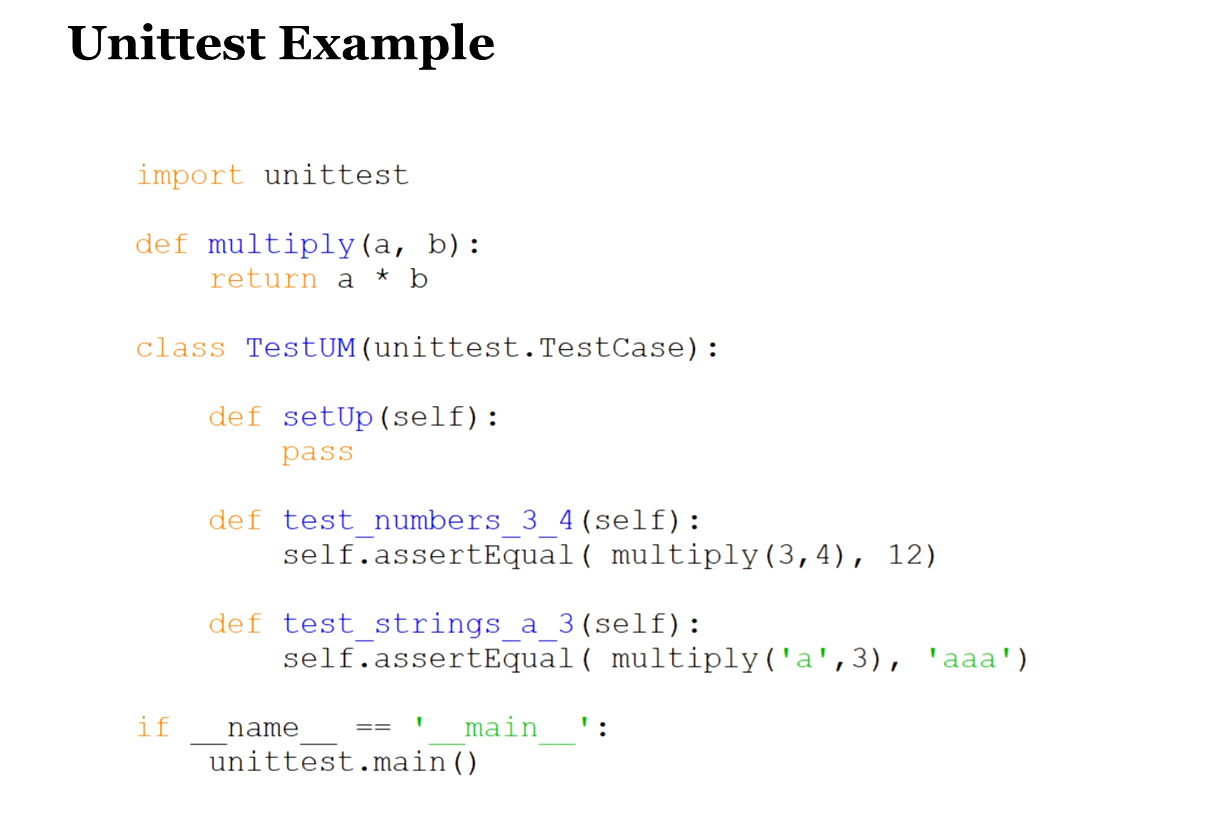 Unittest Example
import unittest
def multiply(a, b):
    return a * b
class TestUM(unittest.TestCase):
    def setUp(self):
        pass
    def test_numbers_3_4(self):
        self.assertEqual( multiply(3,4), 12)
    def test_strings_a_3(self):
        self.assertEqual( multiply('a',3), 'aaa')
if __name__ == '__main__':
    unittest.main()